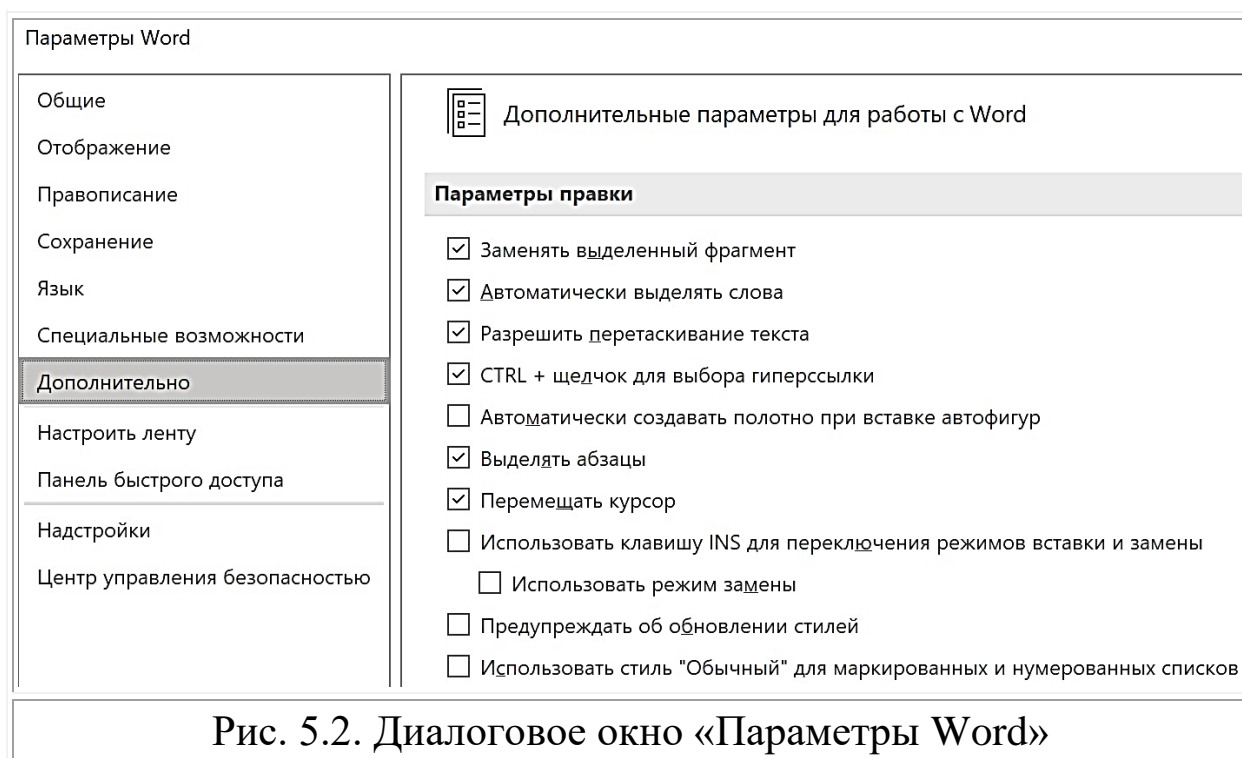 Параметры Word
Общие
Отображение
Правописание
Сохранение
Язык
Специальные возможности
Дополнительно
Настроить ленту
Панель быстрого доступа
Надстройки
Центр управления безопасностью
Дополнительные параметры для работы с Word
Параметры правки
Заменять выделенный фрагмент
Автоматически выделять слова
Разрешить перетаскивание текста
CTRL + щелчок для выбора гиперссылки
Автоматически создавать полотно при вставке автофигур
Выделять абзацы
Перемещать курсор
Использовать клавишу INS для переключения режимов вставки и замены
Использовать режим замены
Предупреждать об обновлении стилей
Использовать стиль "Обычный" для маркированных и нумерованных списков
Рис. 5.2. Диалоговое окно «Параметры Word»